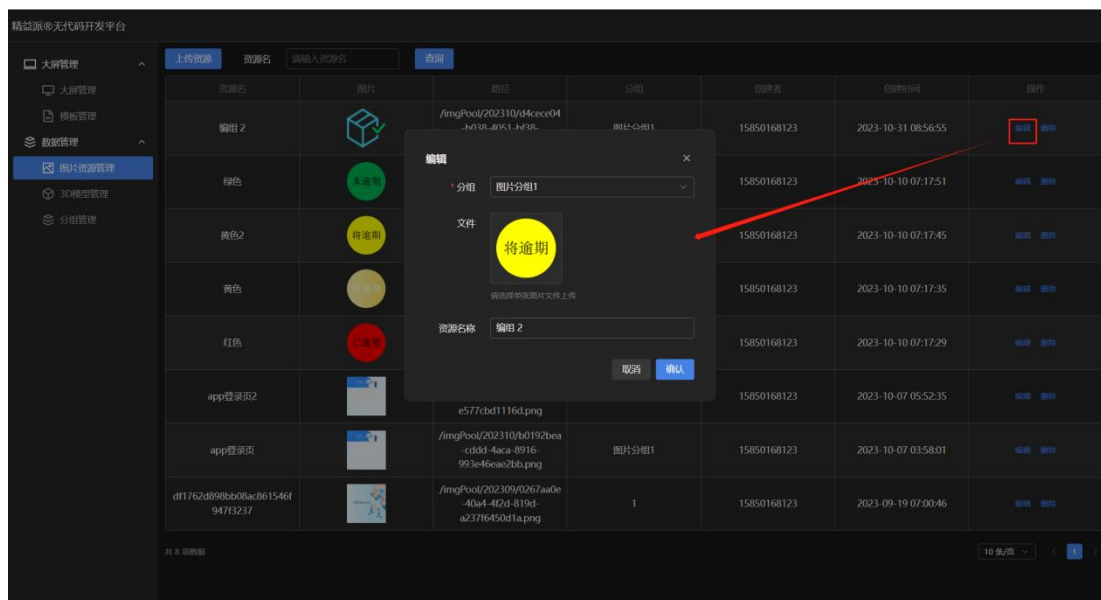 精益派®无代码开发平台
大屏管理
大屏管理
模板管理
数据管理
图片资源管理
3D模型管理
分组管理
上传资源 资源名 请输入资源名 查询
资源名 图片 路径 分组 创建者 创建时间 操作
编组 2 /imgPool/202310/d4cece04 -b038-4051-bf38- 图片分组1 15850168123 2023-10-31 08:56:55 编辑 删除
绿色 未逾期 15850168123 2023-10-10 07:17:51 编辑 删除
黄色2 将逾期 15850168123 2023-10-10 07:17:45 编辑 删除
黄色 15850168123 2023-10-10 07:17:35 编辑 删除
红色 已逾期 15850168123 2023-10-10 07:17:29 编辑 删除
app登录页2 e577cbd1116d.png 15850168123 2023-10-07 05:52:35 编辑 删除
app登录页 /imgPool/202310/b0192bea -cddd-4aca-8916- 993e46eae2bb.png 图片分组1 15850168123 2023-10-07 03:58:01 编辑 删除
df1762d898bb08ac861546f 947f3237 /imgPool/202309/0267aa0e -40a4-4f2d-819d- a237f6450d1a.png 1 15850168123 2023-09-19 07:00:46 编辑 删除
共 8 项数据 10 条/页 1
编辑
* 分组 图片分组1
文件
将逾期
请选择单张图片文件上传
资源名称 编组 2
取消 确认